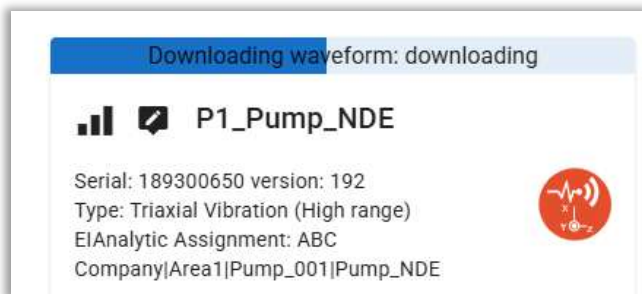 Downloading waveform: downloading
P1_Pump_NDE
Serial: 189300650 version: 192
Type: Triaxial Vibration (High range)
EIAnalytic Assignment: ABC
Company|Area1|Pump_001|Pump_NDE
X
Y
Z